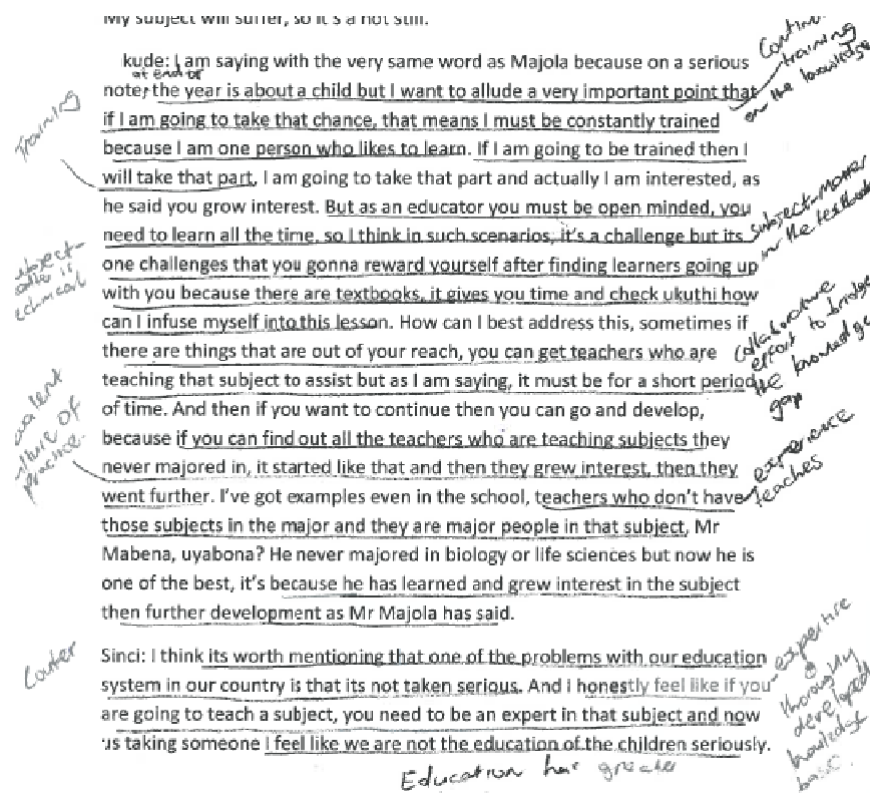 My subject will suffer, so it's a not still.
kude: I am saying with the very same word as Majola because on a serious
at end of
note, the year is about a child but I want to allude a very important point that
if I am going to take that chance, that means I must be constantly trained
because I am one person who likes to learn. If I am going to be trained then I
will take that part, I am going to take that part and actually I am interested, as
he said you grow interest. But as an educator you must be open minded, you
need to learn all the time, so I think in such scenarios, it's a challenge but its
one challenges that you gonna reward yourself after finding learners going up
with you because there are textbooks, it gives you time and check ukuthi how
can I infuse myself into this lesson. How can I best address this, sometimes if
there are things that are out of your reach, you can get teachers who are
teaching that subject to assist but as I am saying, it must be for a short period
of time. And then if you want to continue then you can go and develop,
because if you can find out all the teachers who are teaching subjects they
never majored in, it started like that and then they grew interest, then they
went further. I've got examples even in the school, teachers who don't have
those subjects in the major and they are major people in that subject, Mr
Mabena, uyabona? He never majored in biology or life sciences but now he is
one of the best, it's because he has learned and grew interest in the subject
then further development as Mr Majola has said.
Sinci: I think its worth mentioning that one of the problems with our education
system in our country is that its not taken serious. And I honestly feel like if you
are going to teach a subject, you need to be an expert in that subject and now
us taking someone I feel like we are not the education of the children seriously.
Education has greater
Training
practice
Contin
training
on the knowledge
Subject-matter
in the textbook
Collaborative
effort to bridge
the knowledge
gap
experience
teaches
expertise
thoroughly
developed
knowledge
base.